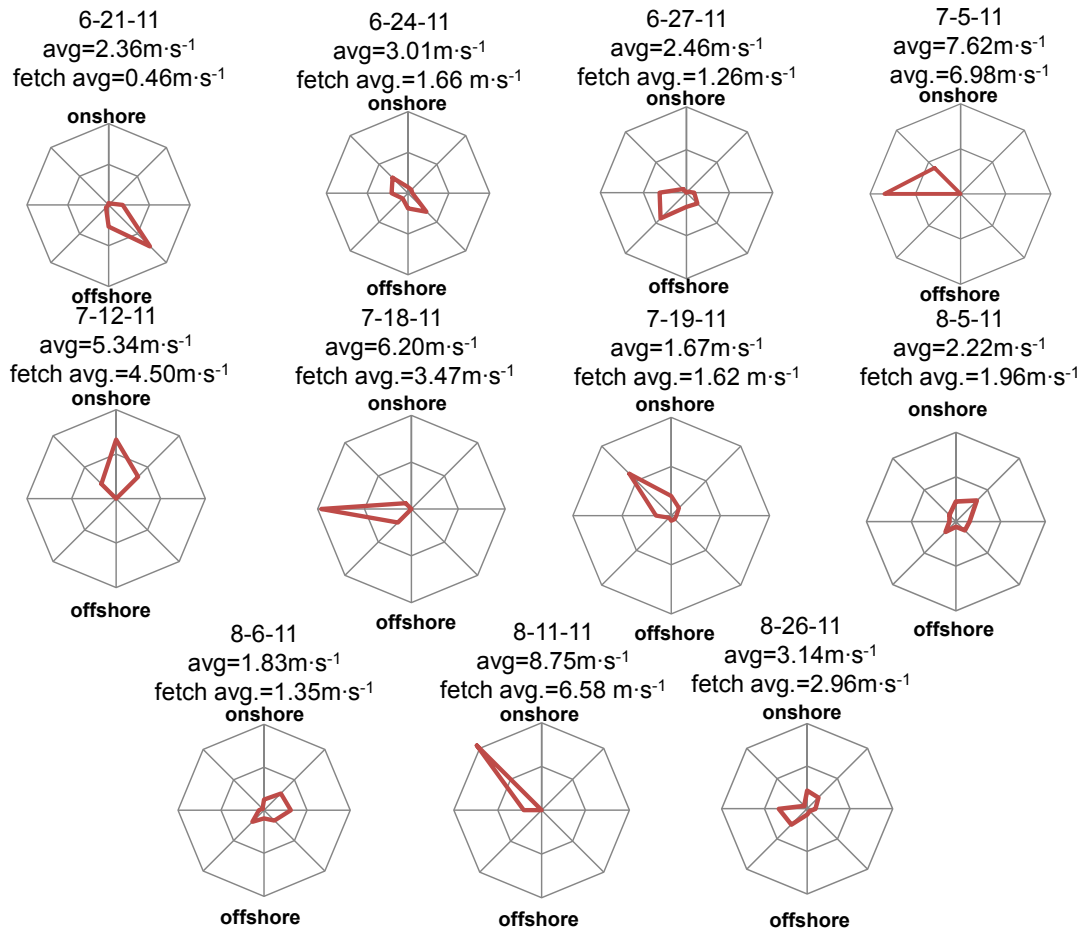 6-21-11
avg=2.36m·s-1
fetch avg=0.46m·s-1
onshore
offshore
6-24-11
avg=3.01m·s-1
fetch avg.=1.66 m·s-1
onshore
offshore
6-27-11
avg=2.46m·s-1
fetch avg.=1.26m·s-1
onshore
offshore
7-5-11
avg=7.62m·s-1
avg.=6.98m·s-1
onshore
offshore
7-12-11
avg=5.34m·s-1
fetch avg.=4.50m·s-1
onshore
offshore
7-18-11
avg=6.20m·s-1
fetch avg.=3.47m·s-1
onshore
offshore
7-19-11
avg=1.67m·s-1
fetch avg.=1.62 m·s-1
onshore
offshore
8-5-11
avg=2.22m·s-1
fetch avg.=1.96m·s-1
onshore
offshore
8-6-11
avg=1.83m·s-1
fetch avg.=1.35m·s-1
onshore
offshore
8-11-11
avg=8.75m·s-1
fetch avg.=6.58 m·s-1
onshore
offshore
8-26-11
avg=3.14m·s-1
fetch avg.=2.96m·s-1
onshore
offshore